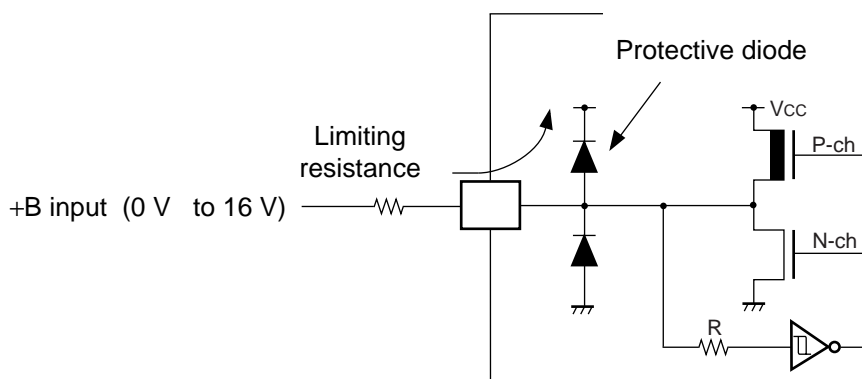 Protective diode
VCC
Limiting
resistance
P-ch
+B input (0 V to 16 V)
N-ch
R